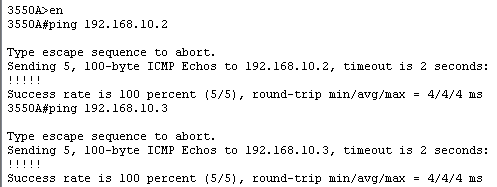 3550A>en
3550A#ping 192.168.10.2
Type escape sequence to abort.
Sending 5, 100-byte ICMP Echos to 192.168.10.2, timeout is 2 seconds:
!!!!!
Success rate is 100 percent (5/5), round-trip min/avg/max = 4/4/4 ms
3550A#ping 192.168.10.3
Type escape sequence to abort.
Sending 5, 100-byte ICMP Echos to 192.168.10.3, timeout is 2 seconds:
!!!!!
Success rate is 100 percent (5/5), round-trip min/avg/max = 4/4/4 ms